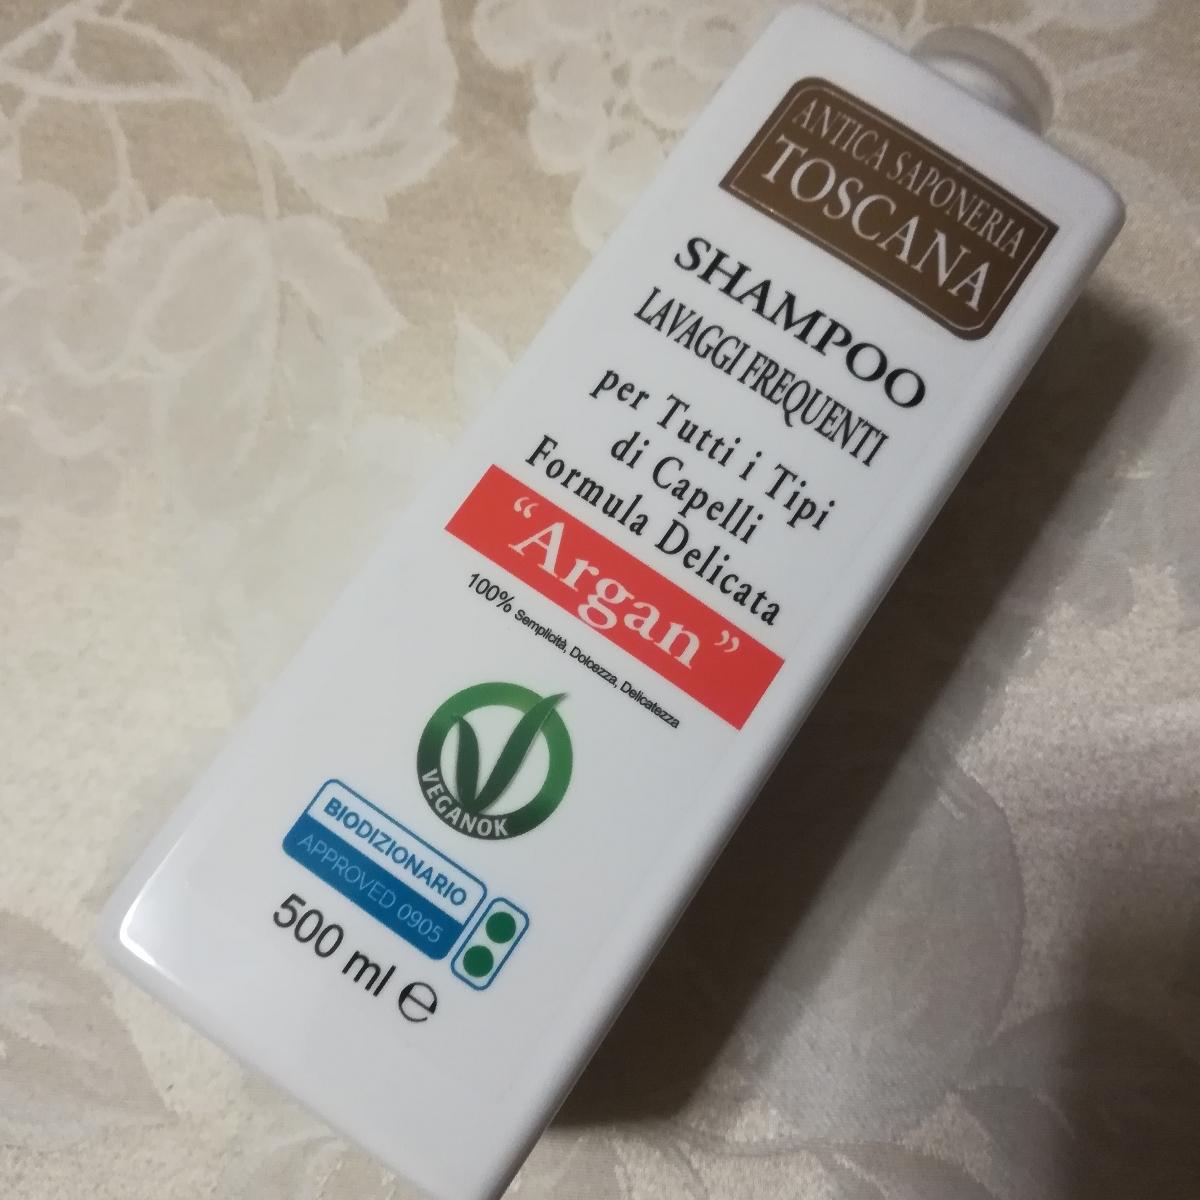 ANTICA SAPONERIA
TOSCANA
SHAMPOO
LAVAGGI FREQUENTI
per Tutti i Tipi
di Capelli
Formula Delicata
“Argan”
100% Semplicità, Dolcezza, Delicatezza
VEGANOK
BIODIZIONARIO
APPROVED 0905
500 ml ℮